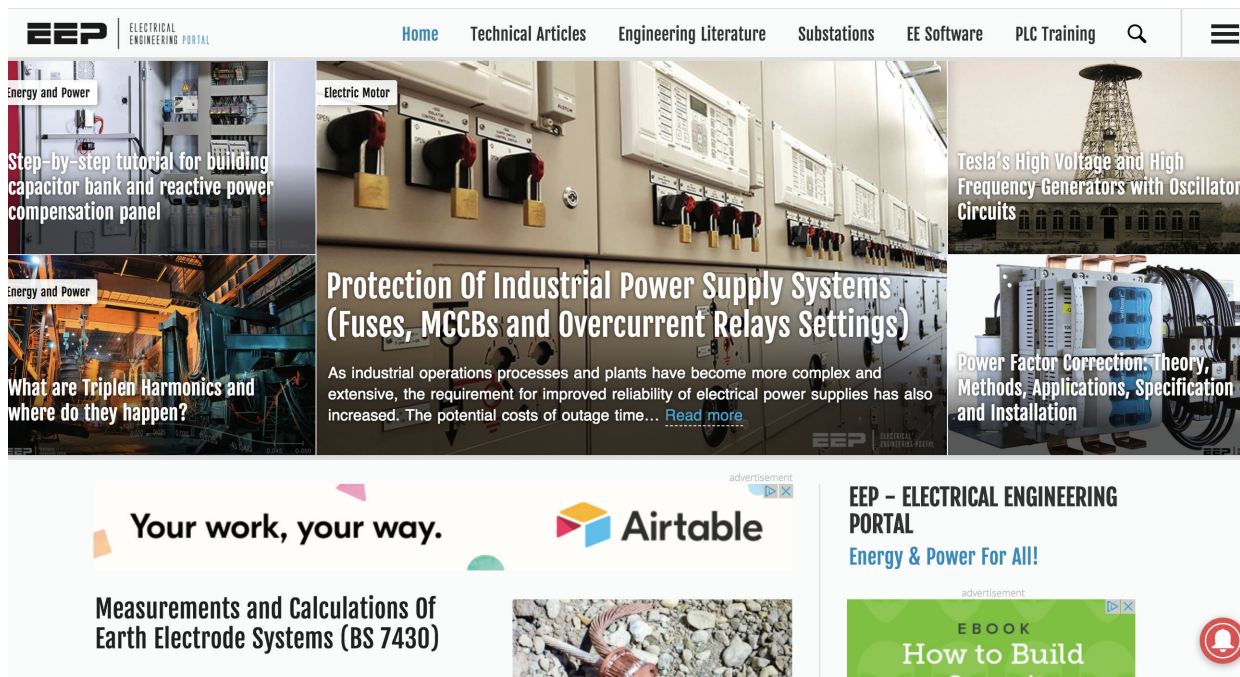 EEP
ELECTRICAL
ENGINEERING PORTAL
Home
Technical Articles
Engineering Literature
Substations
EE Software
PLC Training
Energy and Power
Step-by-step tutorial for building
capacitor bank and reactive power
compensation panel
Energy and Power
What are Triplen Harmonics and
where do they happen?
Electric Motor
OPEN
OPEN
Protection Of Industrial Power Supply Systems
(Fuses, MCCBs and Overcurrent Relays Settings)
As industrial operations processes and plants have become more complex and
extensive, the requirement for improved reliability of electrical power supplies has also
increased. The potential costs of outage time... Read more
EEP
ELECTRICAL
ENGINEERING PORTAL
Tesla's High Voltage and High
Frequency Generators with Oscillator
Circuits
Power Factor Correction: Theory,
Methods, Applications, Specification
and Installation
EEP
advertisement
Your work, your way.
Airtable
Measurements and Calculations Of
Earth Electrode Systems (BS 7430)
EEP - ELECTRICAL ENGINEERING
PORTAL
Energy & Power For All!
advertisement
EBOOK
How to Build